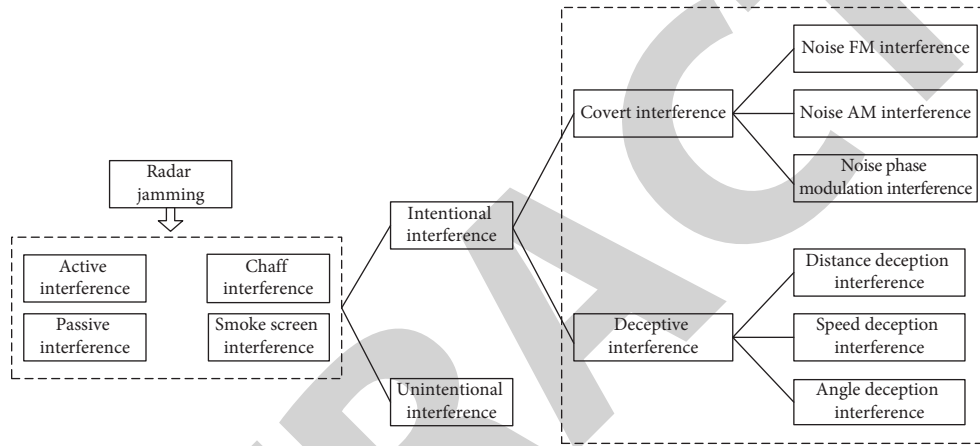 Radar
jamming
Active
interference
Chaff
interference
Passive
interference
Smoke screen
interference
Intentional
interference
Unintentional
interference
Covert interference
Deceptive
interference
Noise FM interference
Noise AM interference
Noise phase
modulation interference
Distance deception
interference
Speed deception
interference
Angle deception
interference